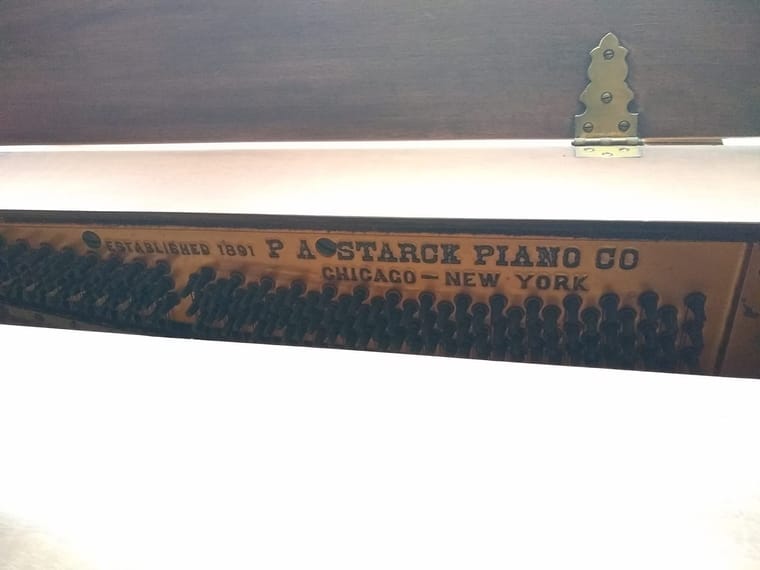 ESTABLISHED 1891 P A STARCK PIANO CO
CHICAGO — NEW YORK